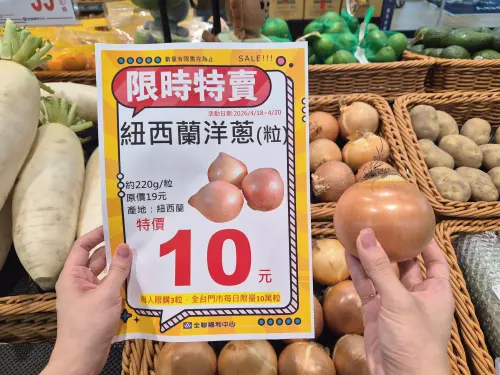 數量有限售完為止
SALE!!!
限時特賣
活動日期:2026/4/18~4/20
紐西蘭洋蔥(粒)
約220g/粒
原價19元
產地：紐西蘭
特價
10元
每人限購3粒，全台門市每日限量10萬粒
全聯福利中心